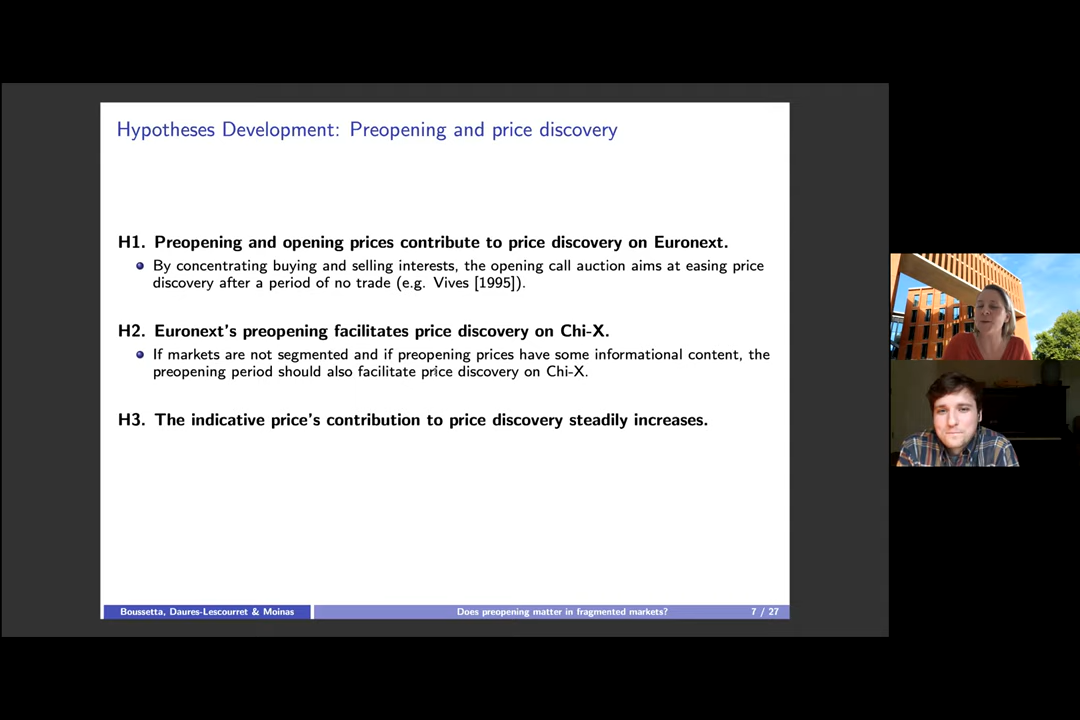 Hypotheses Development: Preopening and price discovery
H1. Preopening and opening prices contribute to price discovery on Euronext.
By concentrating buying and selling interests, the opening call auction aims at easing price
discovery after a period of no trade (e.g. Vives [1995]).
H2. Euronext's preopening facilitates price discovery on Chi-X.
If markets are not segmented and if preopening prices have some informational content, the
preopening period should also facilitate price discovery on Chi-X.
H3. The indicative price's contribution to price discovery steadily increases.
Boussetta, Daures-Lescourret & Moinas
Does preopening matter in fragmented markets?
7 / 27